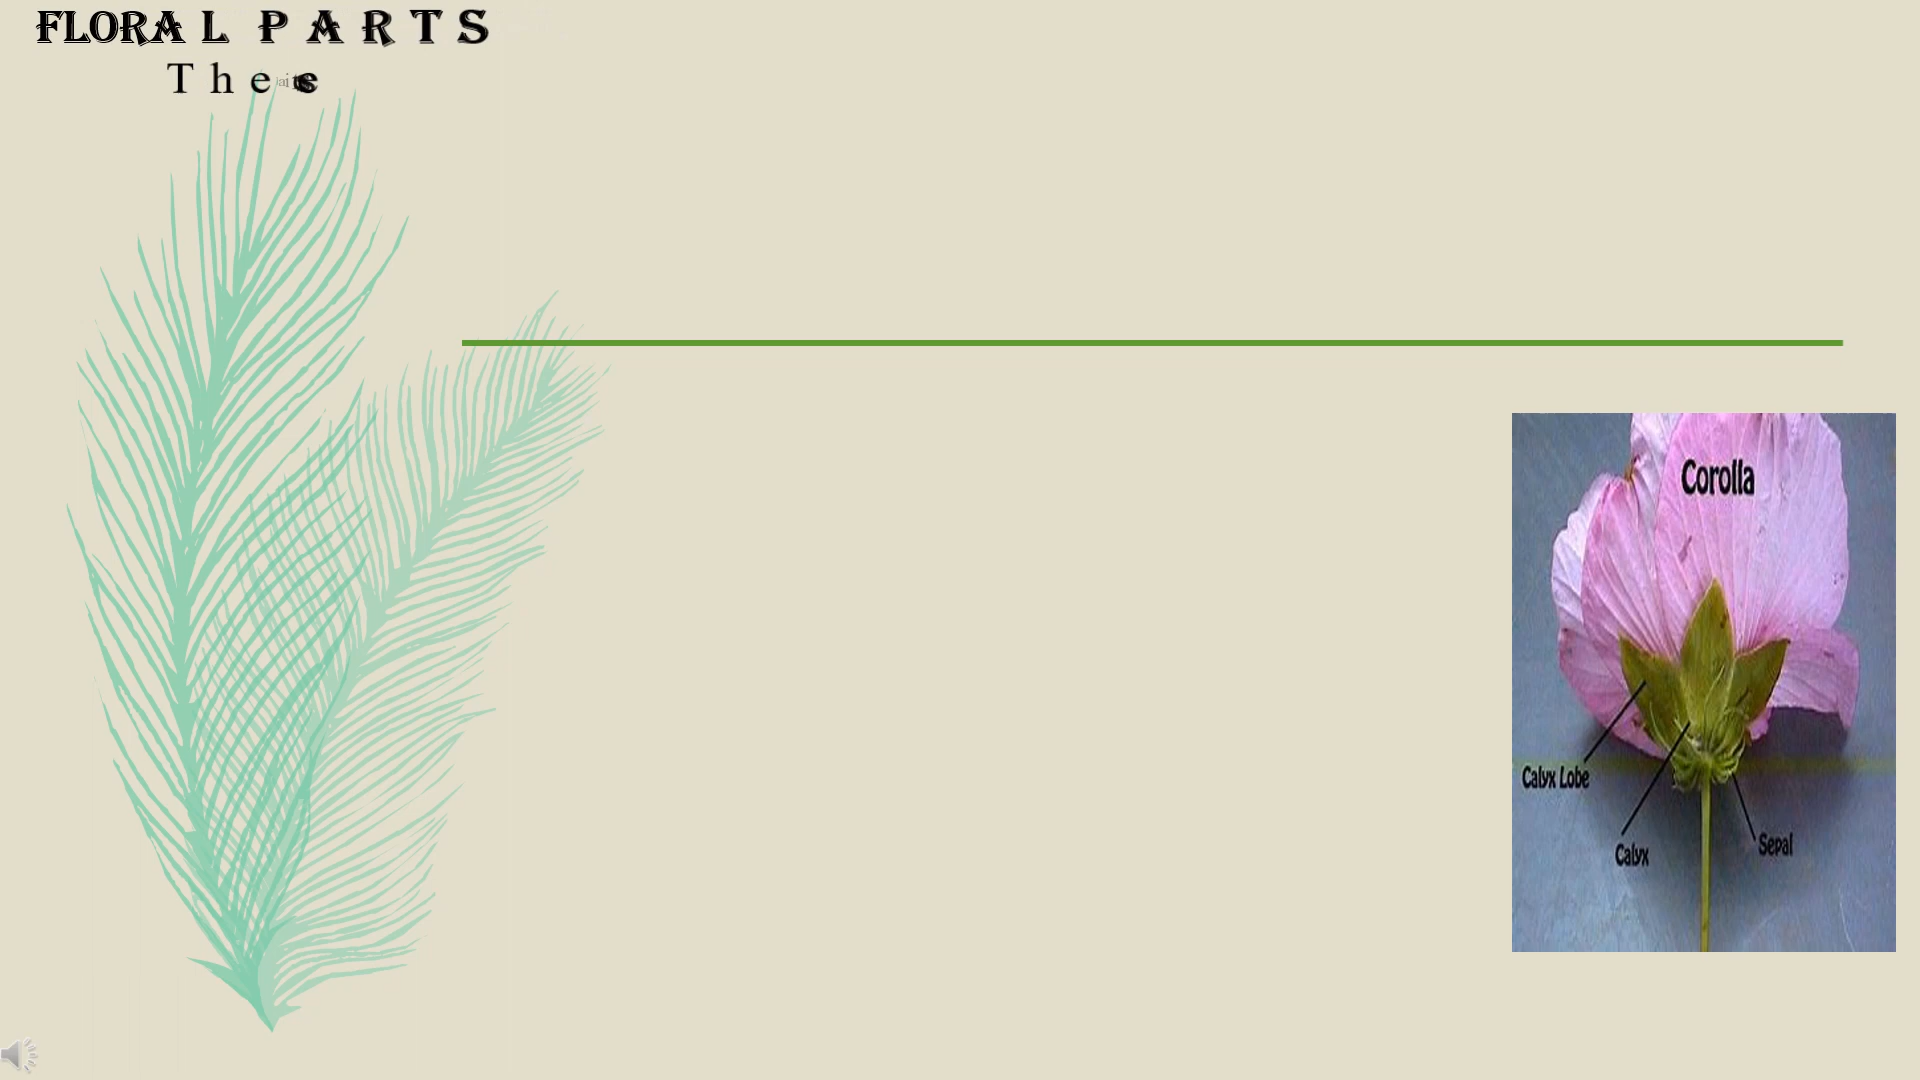 FLORAL PARTS
The
Corolla
Calyx Lobe
Calyx
Sepal